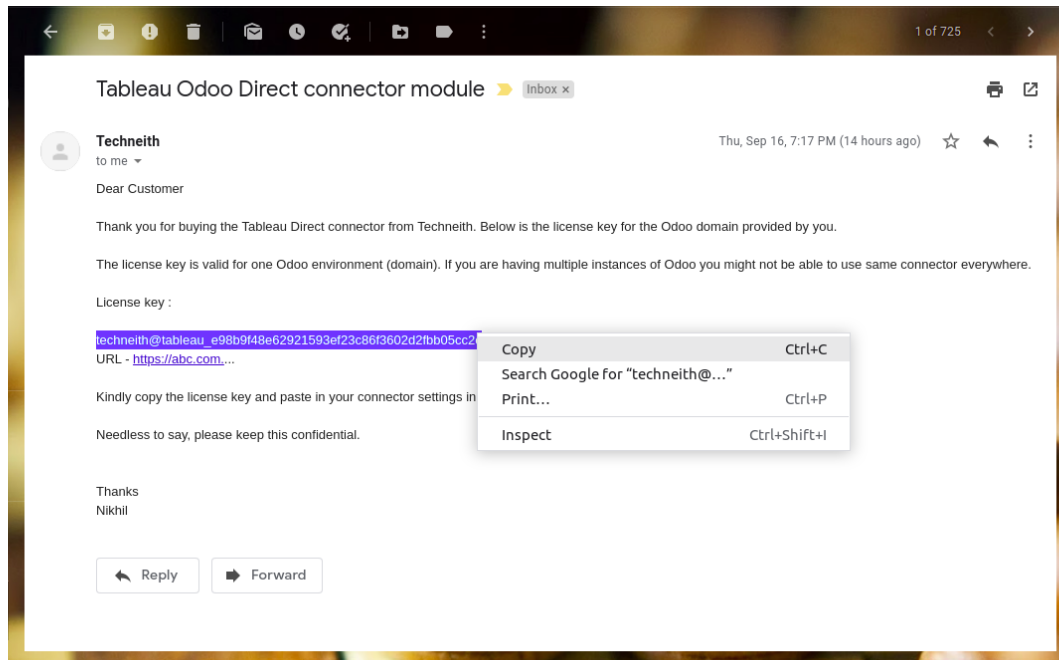 1 of 725
Tableau Odoo Direct connector module
Inbox ×
Techneith
Thu, Sep 16, 7:17 PM (14 hours ago)
to me
Dear Customer
Thank you for buying the Tableau Direct connector from Techneith. Below is the license key for the Odoo domain provided by you.
The license key is valid for one Odoo environment (domain). If you are having multiple instances of Odoo you might not be able to use same connector everywhere.
License key :
techneith@tableau_e98b9f48e62921593ef23c86f3602d2fbb05cc2
URL - https://abc.com....
Kindly copy the license key and paste in your connector settings in
Needless to say, please keep this confidential.
Copy Ctrl+C
Search Google for “techneith@…”
Print… Ctrl+P
Inspect Ctrl+Shift+I
Thanks
Nikhil
Reply
Forward